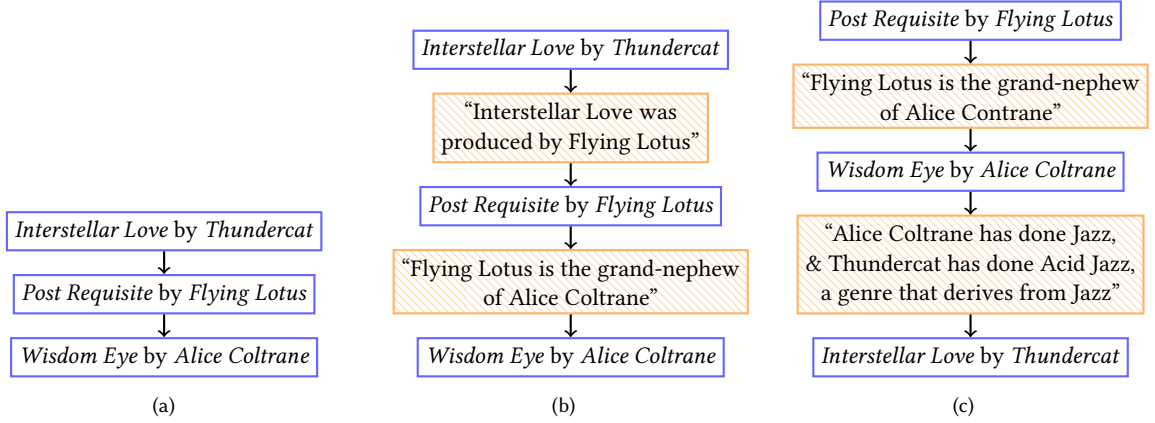 Interstellar Love by Thundercat
Post Requisite by Flying Lotus
Wisdom Eye by Alice Coltrane
(a)
Interstellar Love by Thundercat
“Interstellar Love was
produced by Flying Lotus”
Post Requisite by Flying Lotus
“Flying Lotus is the grand-nephew
of Alice Coltrane”
Wisdom Eye by Alice Coltrane
(b)
Post Requisite by Flying Lotus
“Flying Lotus is the grand-nephew
of Alice Contrane”
Wisdom Eye by Alice Coltrane
“Alice Coltrane has done Jazz,
& Thundercat has done Acid Jazz,
a genre that derives from Jazz”
Interstellar Love by Thundercat
(c)